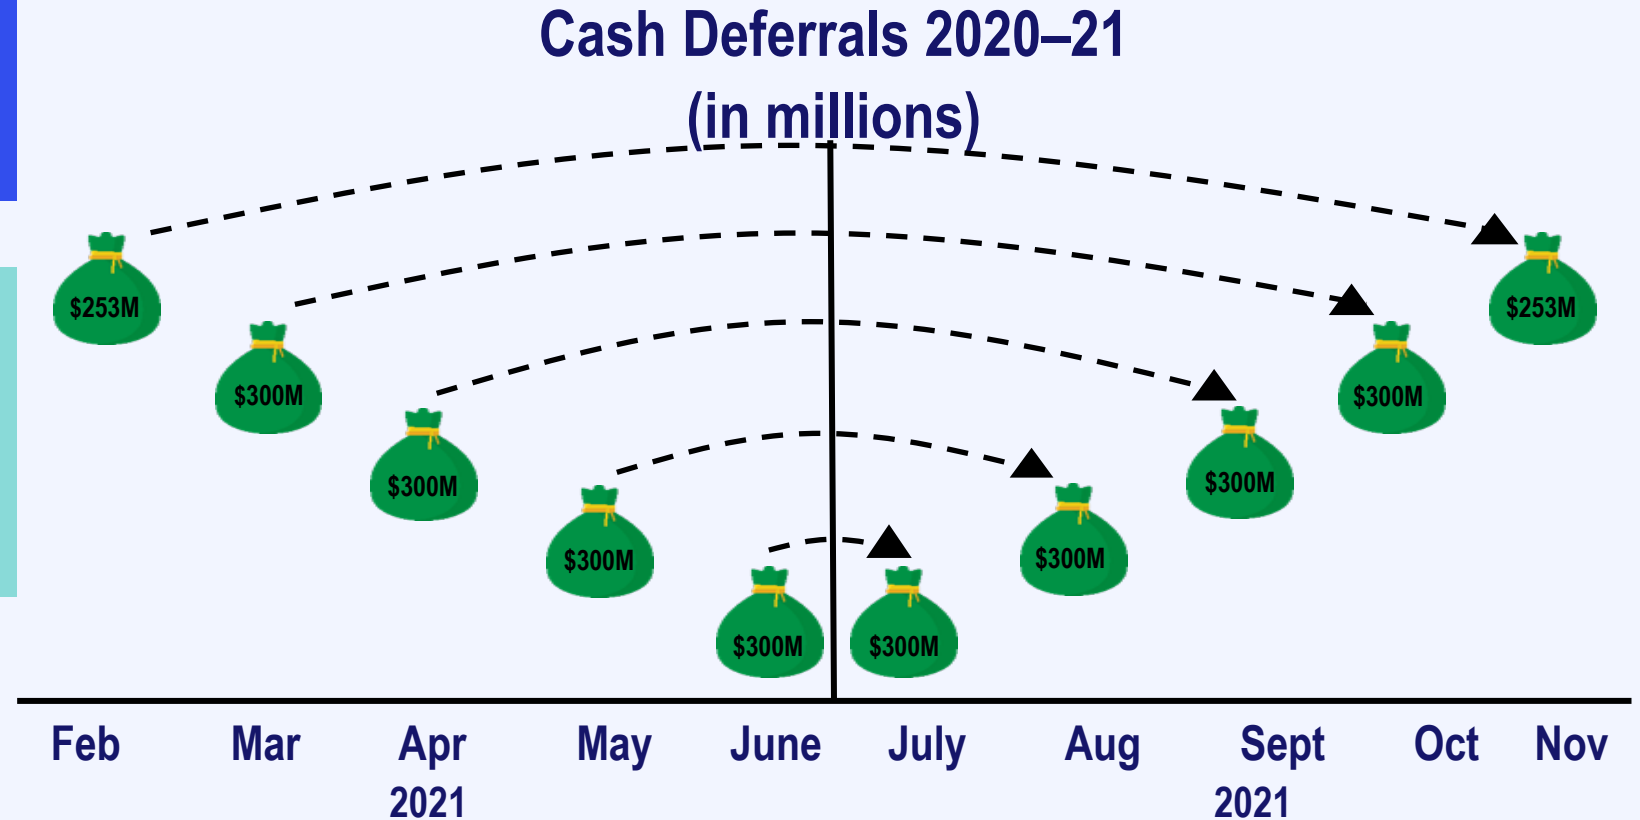 Cash Deferrals 2020–21
(in millions)
$253M $253M
$300M $300M
$300M $300M
$300M $300M
$300M $300M
Feb Mar Apr May June July Aug Sept Oct Nov
2021 2021